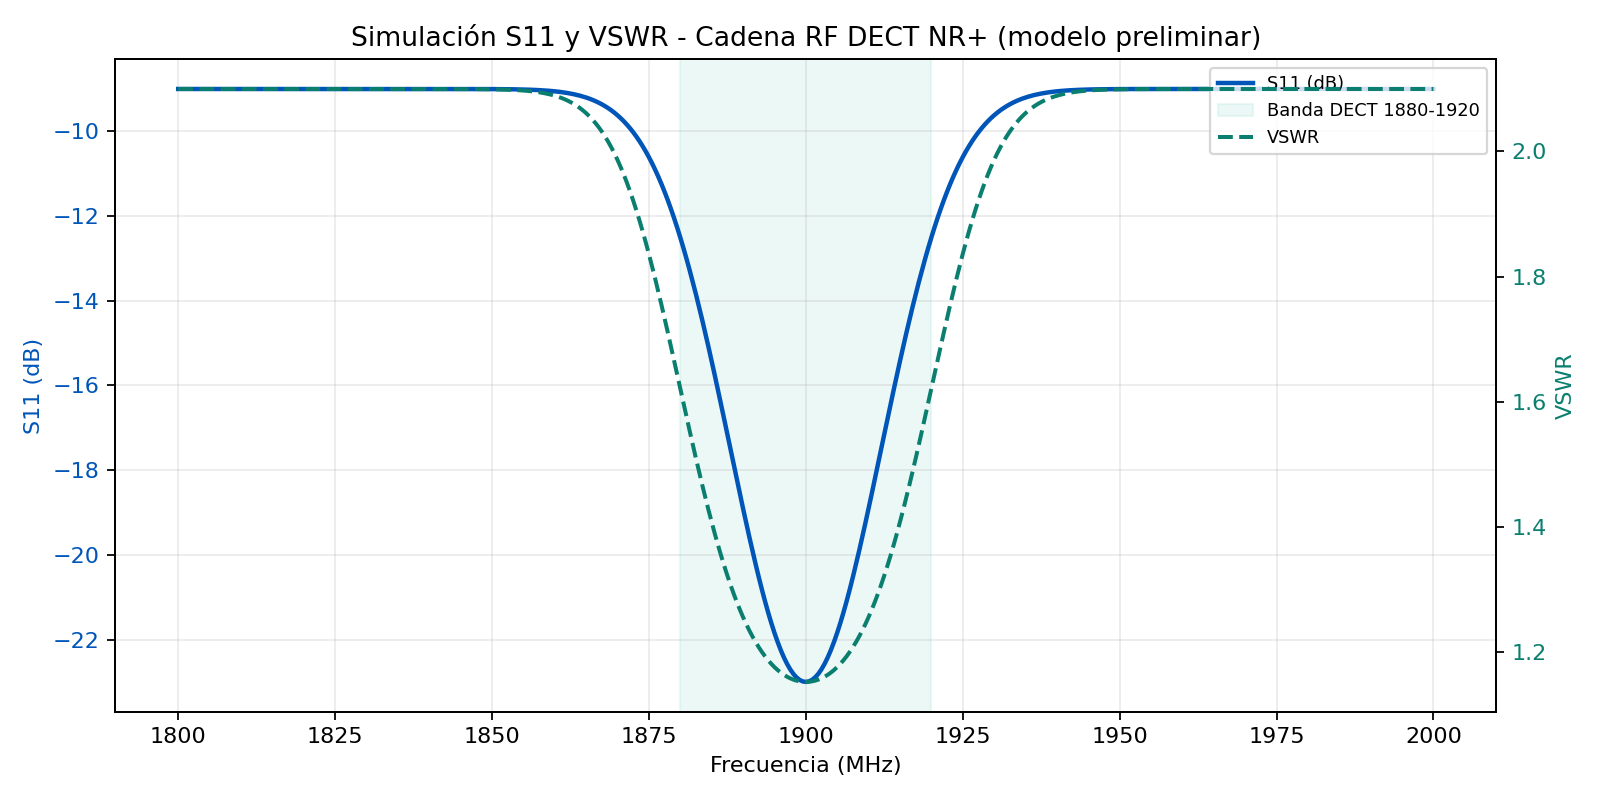 Simulación S11 y VSWR - Cadena RF DECT NR+ (modelo preliminar)
S11 (dB)
Banda DECT 1880-1920
VSWR
−10
−12
−14
−16
−18
−20
−22
S11 (dB)
2.0
1.8
1.6
1.4
1.2
VSWR
1800 1825 1850 1875 1900 1925 1950 1975 2000
Frecuencia (MHz)